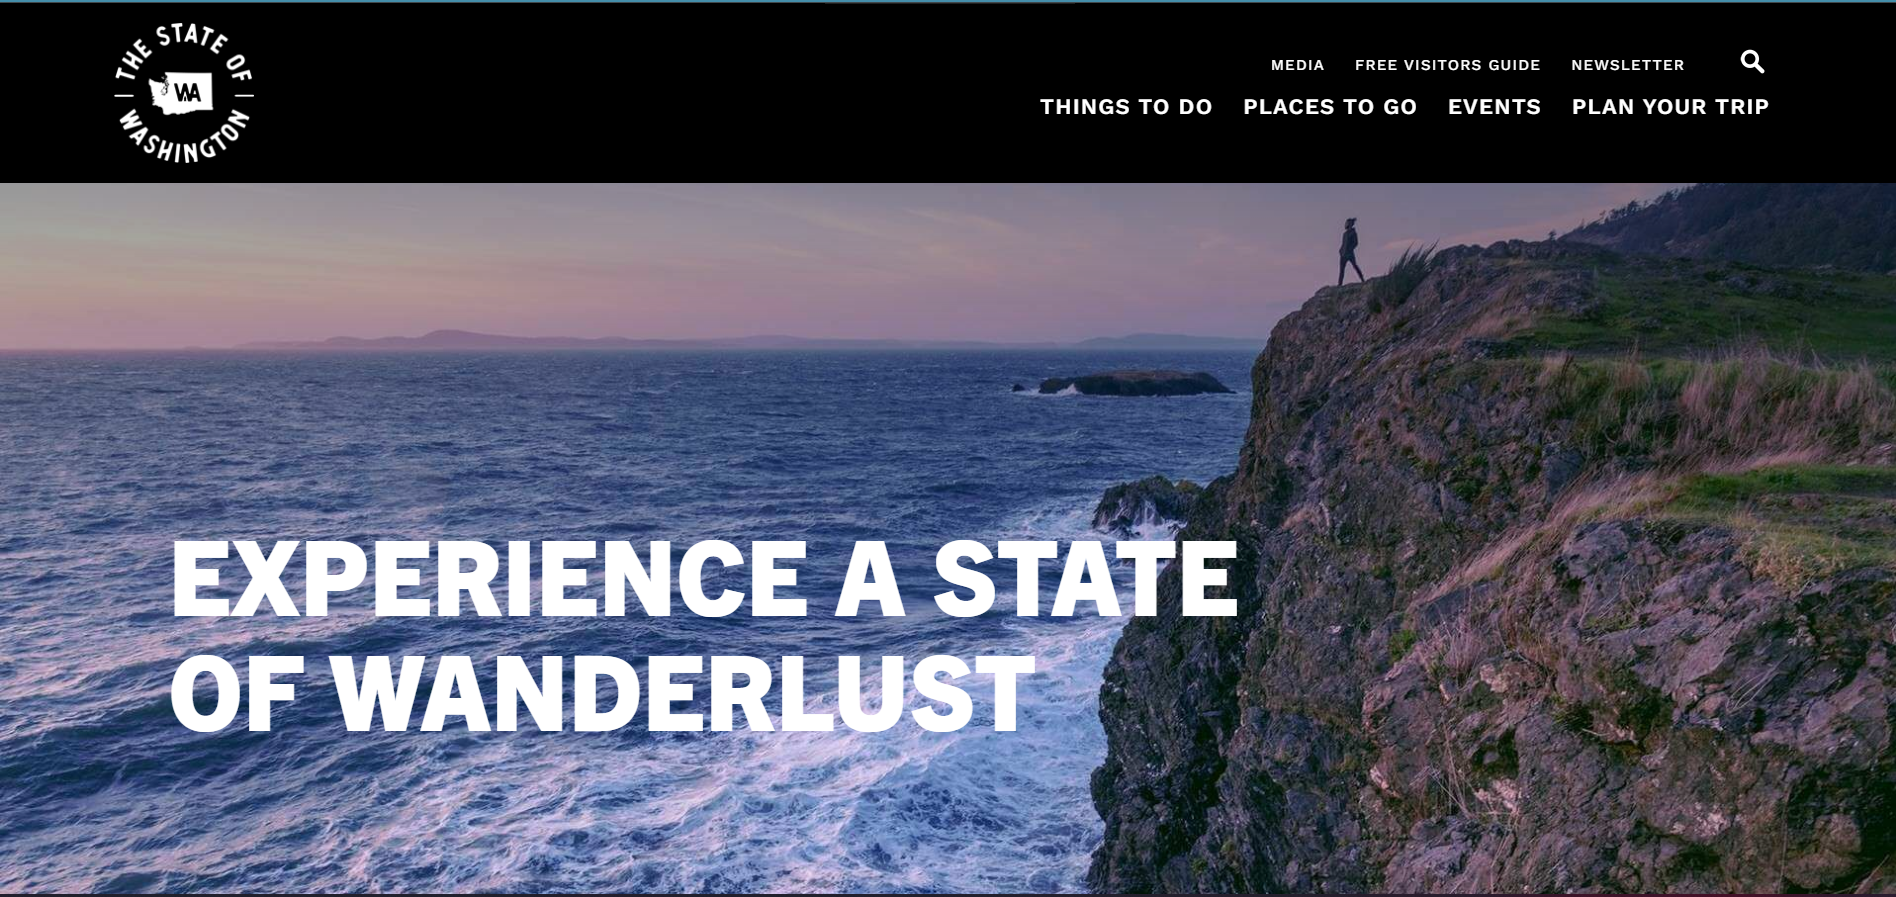 THE STATE OF
WA
WASHINGTON
MEDIA FREE VISITORS GUIDE NEWSLETTER
THINGS TO DO PLACES TO GO EVENTS PLAN YOUR TRIP
EXPERIENCE A STATE
OF WANDERLUST